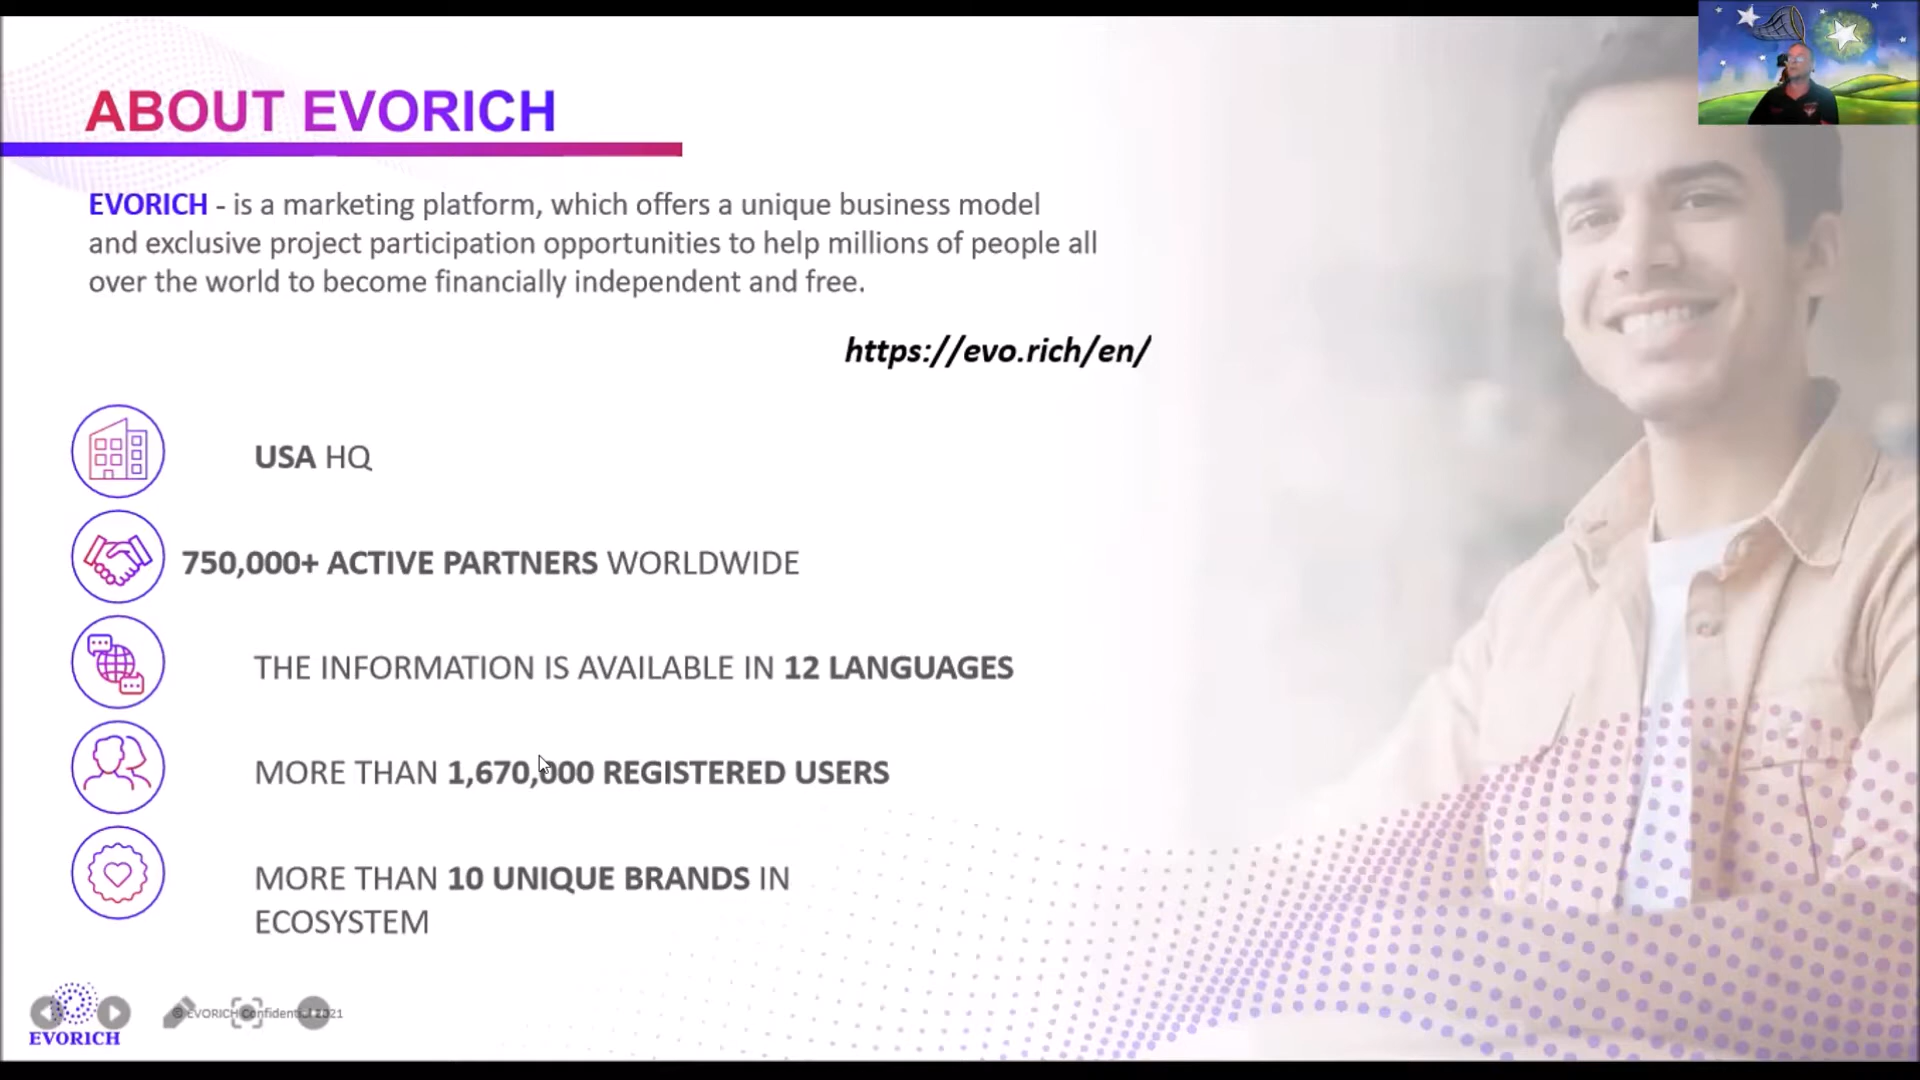 ABOUT EVORICH
EVORICH - is a marketing platform, which offers a unique business model
and exclusive project participation opportunities to help millions of people all
over the world to become financially independent and free.
https://evo.rich/en/
USA HQ
750,000+ ACTIVE PARTNERS WORLDWIDE
THE INFORMATION IS AVAILABLE IN 12 LANGUAGES
MORE THAN 1,670,000 REGISTERED USERS
MORE THAN 10 UNIQUE BRANDS IN
ECOSYSTEM
© EVORICH Confidential 2021
EVORICH